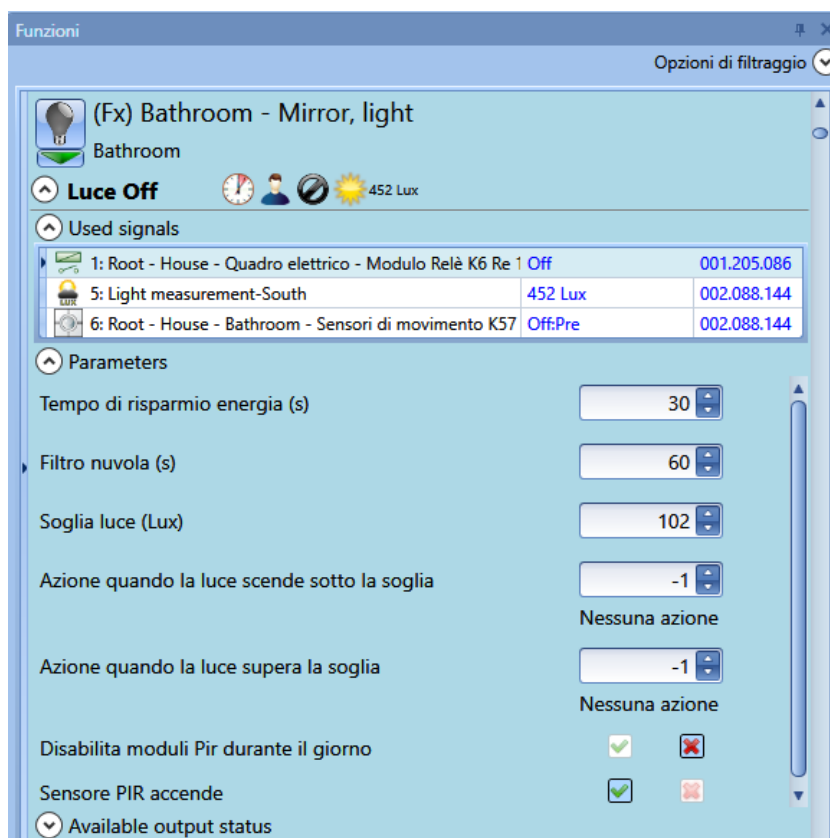 Funzioni
Opzioni di filtraggio
(Fx) Bathroom - Mirror, light
Bathroom
Luce Off 452 Lux
Used signals
1: Root - House - Quadro elettrico - Modulo Relè K6 Re 1 Off 001.205.086
LUX 5: Light measurement-South 452 Lux 002.088.144
6: Root - House - Bathroom - Sensori di movimento K57 Off:Pre 002.088.144
Parameters
Tempo di risparmio energia (s) 30
Filtro nuvola (s) 60
Soglia luce (Lux) 102
Azione quando la luce scende sotto la soglia -1
Nessuna azione
Azione quando la luce supera la soglia -1
Nessuna azione
Disabilita moduli Pir durante il giorno
Sensore PIR accende
Available output status